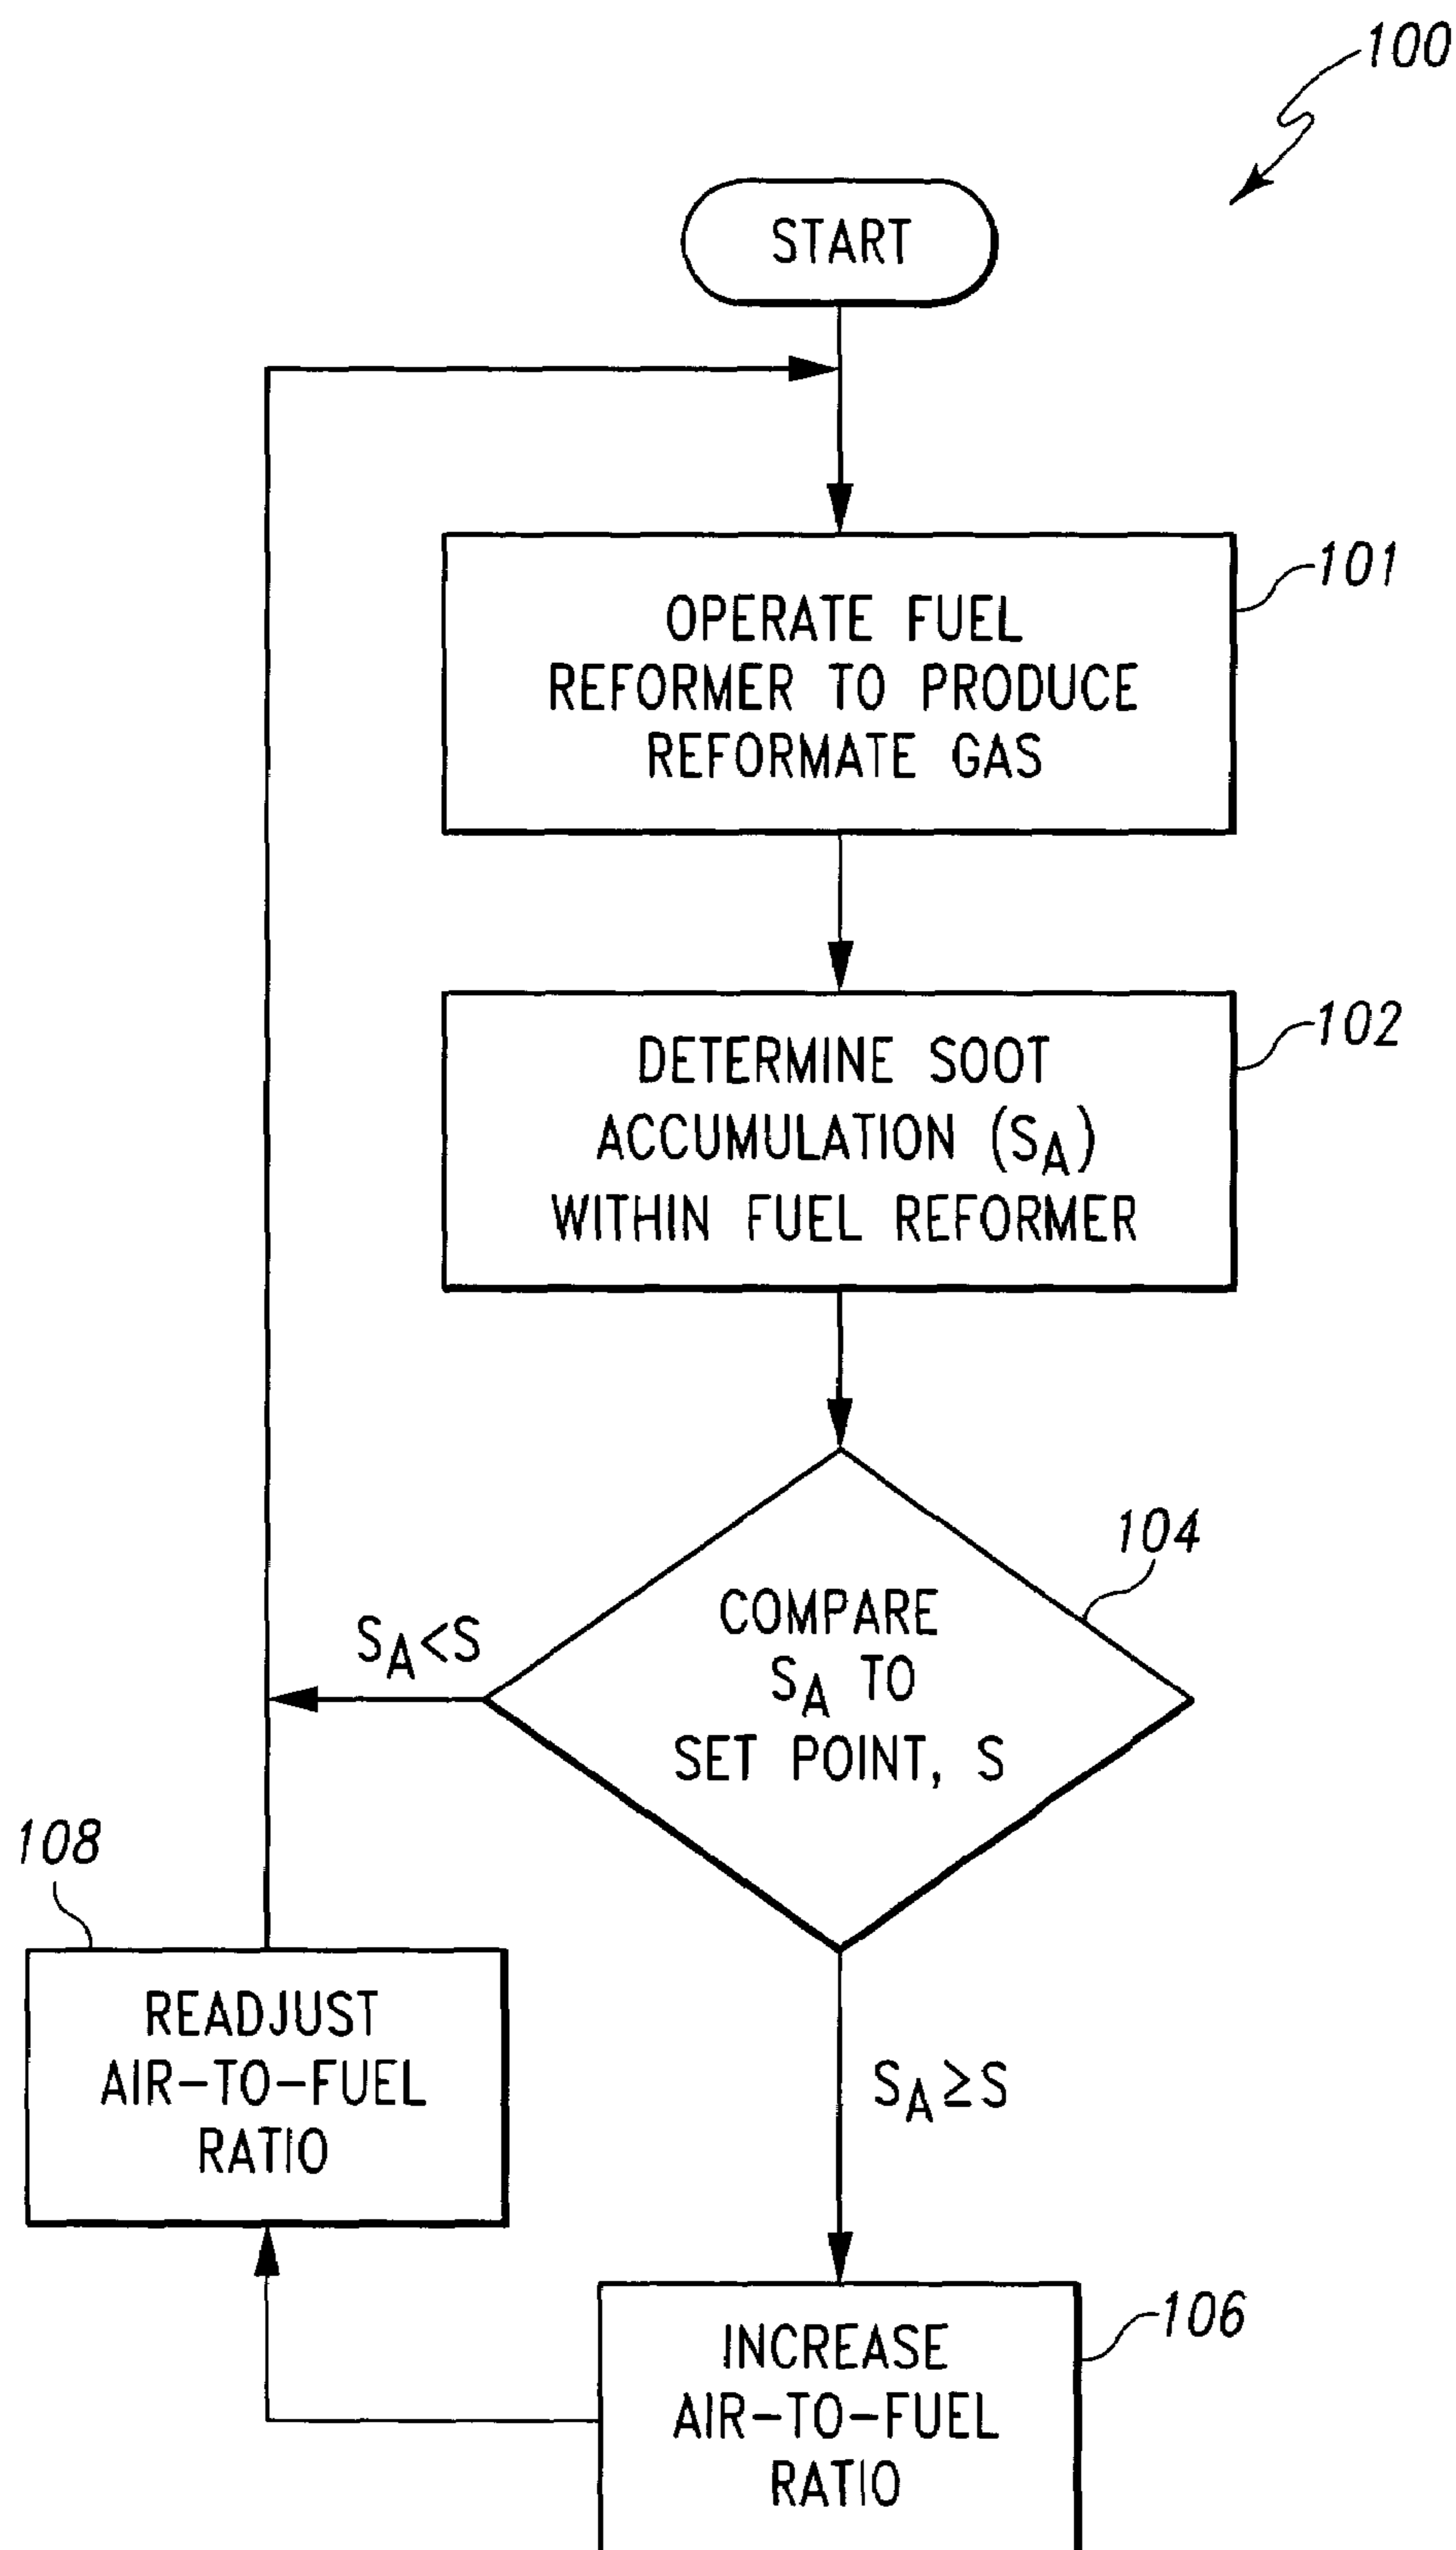 100
START
OPERATE FUEL
REFORMER TO PRODUCE
REFORMATE GAS
101
DETERMINE SOOT
ACCUMULATION (SA)
WITHIN FUEL REFORMER
102
COMPARE
SA TO
SET POINT, S
104
SA<S
SA≥S
108
READJUST
AIR-TO-FUEL
RATIO
INCREASE
AIR-TO-FUEL
RATIO
106